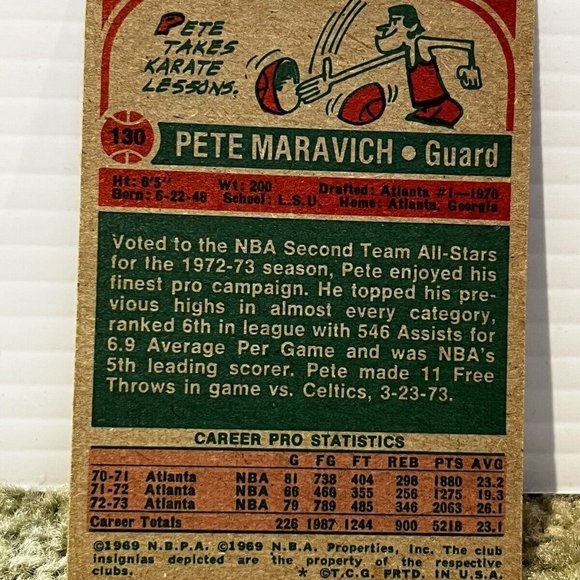 PETE
TAKES
KARATE
LESSONS.
130 PETE MARAVICH • Guard
Ht: 6'5" Wt: 200 Drafted: Atlanta #1—1970
Born: 6-22-48 School: L.S.U. Home: Atlanta, Georgia
Voted to the NBA Second Team All-Stars
for the 1972-73 season, Pete enjoyed his
finest pro campaign. He topped his pre-
vious highs in almost every category,
ranked 6th in league with 546 Assists for
6.9 Average Per Game and was NBA's
5th leading scorer. Pete made 11 Free
Throws in game vs. Celtics, 3-23-73.
CAREER PRO STATISTICS
G FG FT REB PTS AVG
70-71 Atlanta NBA 81 738 404 298 1880 23.2
71-72 Atlanta NBA 66 460 355 256 1275 19.3
72-73 Atlanta NBA 79 789 485 346 2063 26.1
Career Totals 226 1987 1244 900 5218 23.1
©1969 N.B.P.A. ©1969 N.B.A. Properties, Inc. The club
insignias depicted are the property of the respective
clubs. * ©T.C.G. PRTD. IN U.S.A.